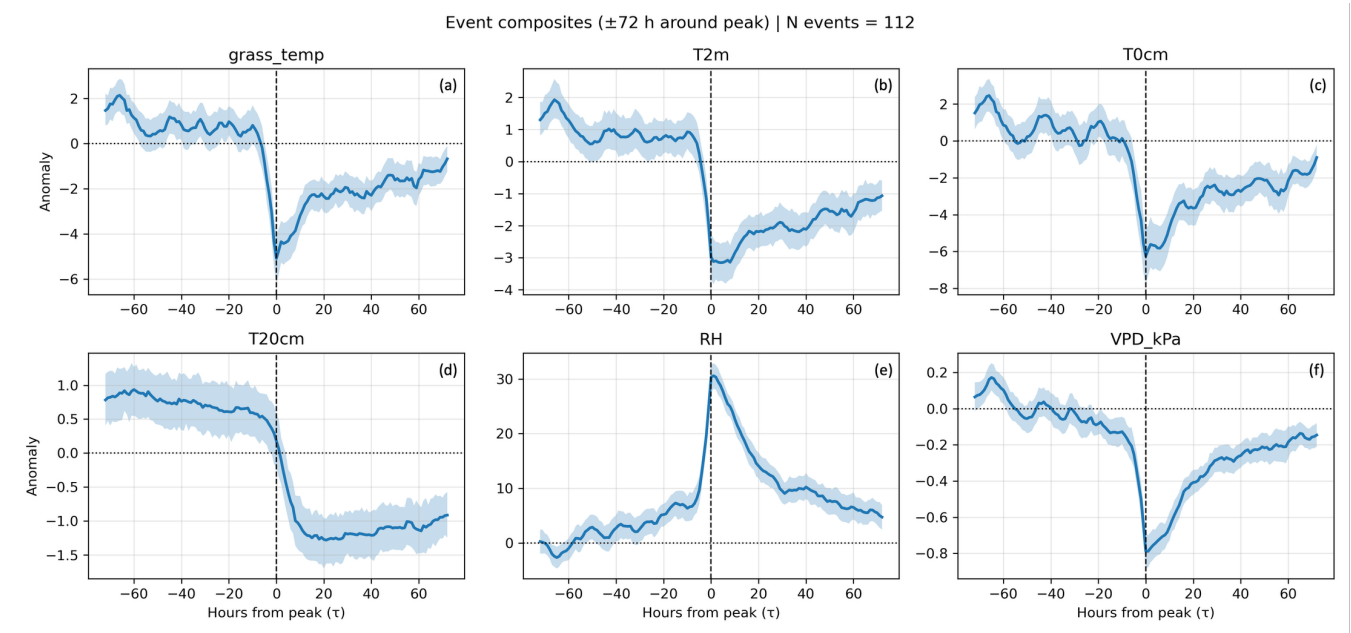 Event composites (±72 h around peak) | N events = 112
grass_temp
T2m
T0cm
(a)
(b)
(c)
Anomaly
2
0
−2
−4
−6
2
1
0
−1
−2
−3
−4
2
0
−2
−4
−6
−8
−60 −40 −20 0 20 40 60
−60 −40 −20 0 20 40 60
−60 −40 −20 0 20 40 60
T20cm
RH
VPD_kPa
(d)
(e)
(f)
Anomaly
1.0
0.5
0.0
−0.5
−1.0
−1.5
30
20
10
0
0.2
0.0
−0.2
−0.4
−0.6
−0.8
−60 −40 −20 0 20 40 60
−60 −40 −20 0 20 40 60
−60 −40 −20 0 20 40 60
Hours from peak (τ)
Hours from peak (τ)
Hours from peak (τ)